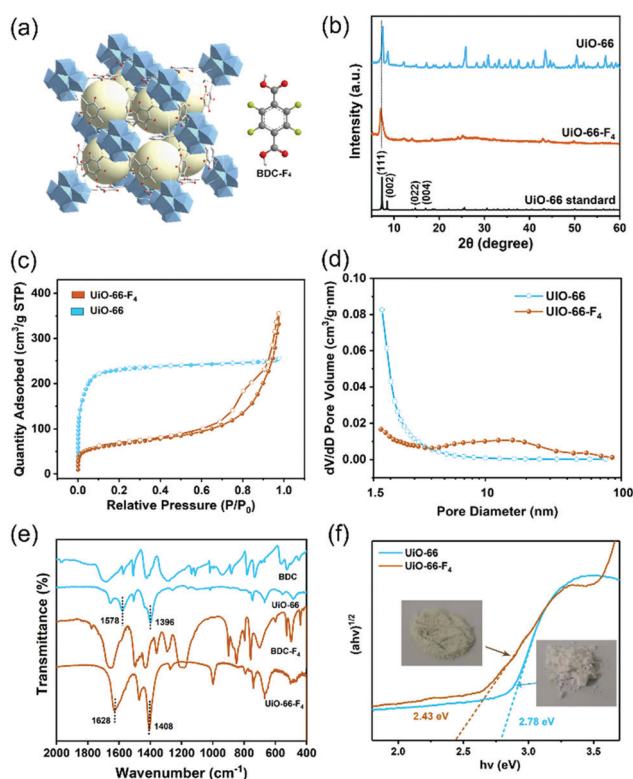 (a)
BDC-F₄
(b)
Intensity (a.u.)
UiO-66
UiO-66-F₄
(111)
(002)
(022)
(004)
UiO-66 standard
10 20 30 40 50 60
2θ (degree)
(c)
Quantity Adsorbed (cm³/g STP)
400
300
200
100
0
UiO-66-F₄
UiO-66
0.0 0.2 0.4 0.6 0.8 1.0
Relative Pressure (P/P₀)
(d)
dV/dD Pore Volume (cm³/g·nm)
0.10
0.08
0.06
0.04
0.02
0.00
UIO-66
UIO-66-F₄
1.5 10 100
Pore Diameter (nm)
(e)
Transmittance (%)
BDC
UiO-66
1578
1396
BDC-F₄
UiO-66-F₄
1628
1408
2000 1600 1200 800 400
Wavenumber (cm⁻¹)
(f)
(ahv)¹/²
UiO-66
UiO-66-F₄
2.43 eV
2.78 eV
2.0 2.5 3.0 3.5
hv (eV)